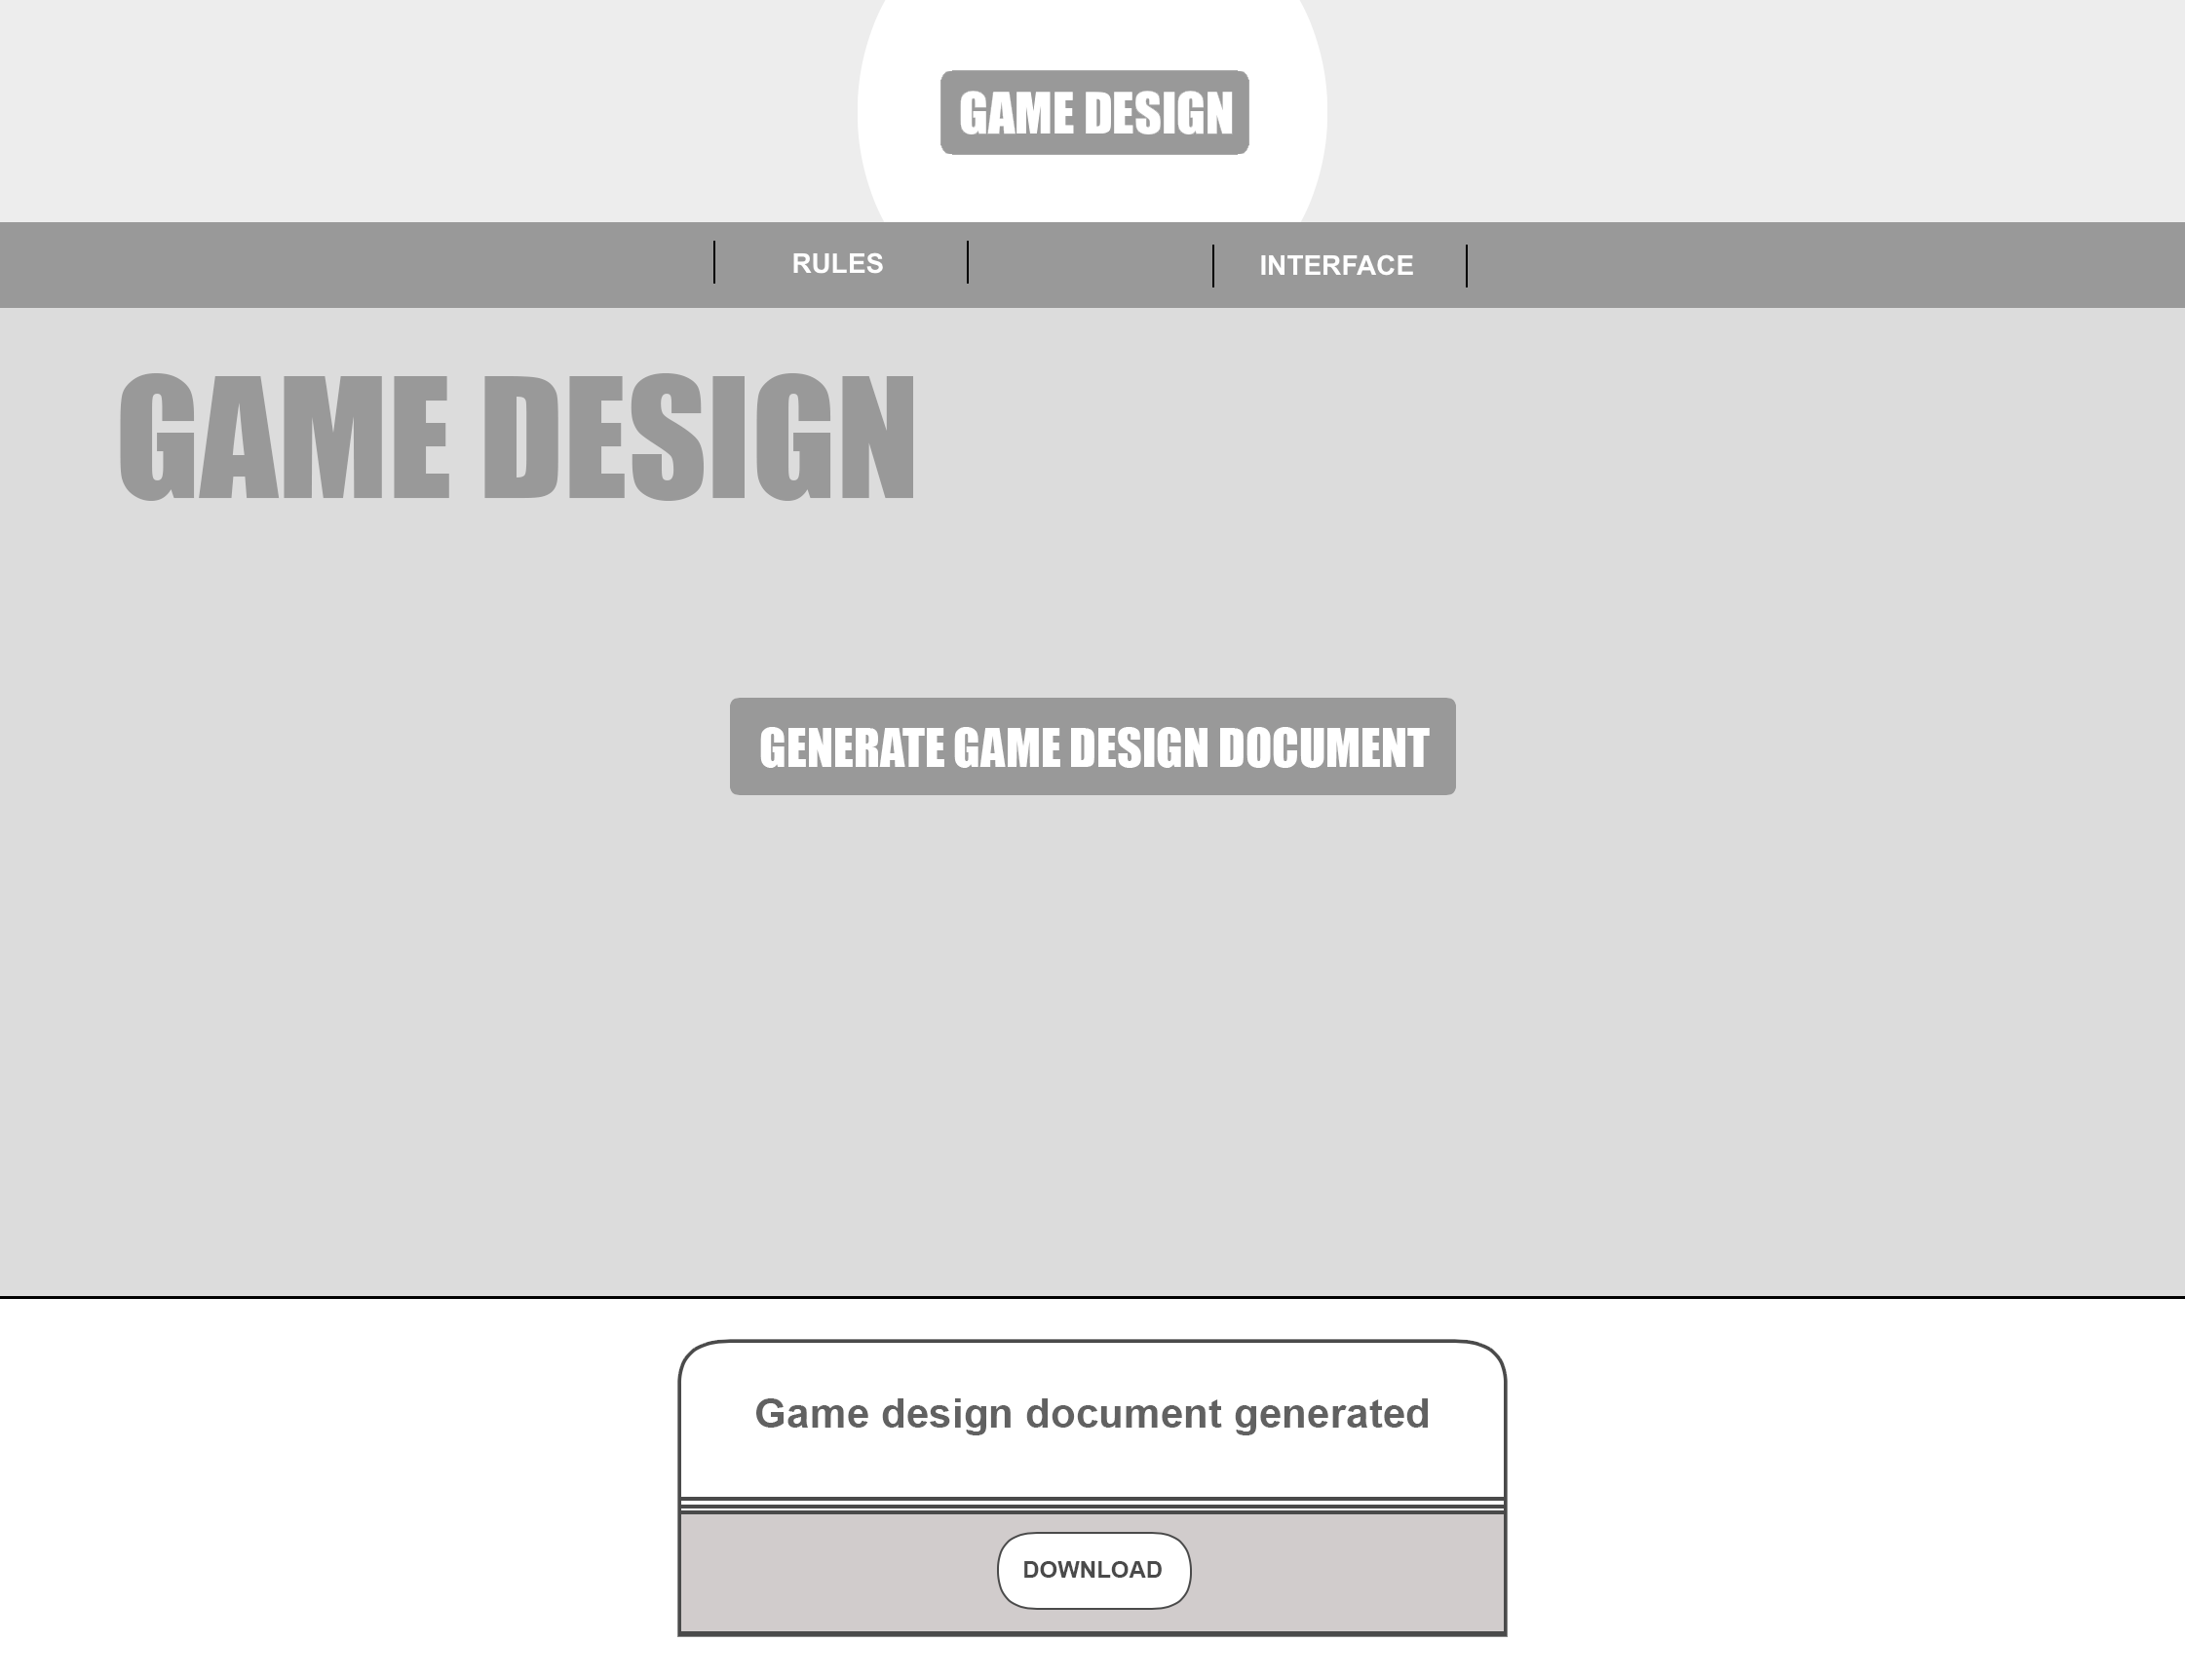 GAME DESIGN
RULES
INTERFACE
GAME DESIGN
GENERATE GAME DESIGN DOCUMENT
Game design document generated
DOWNLOAD